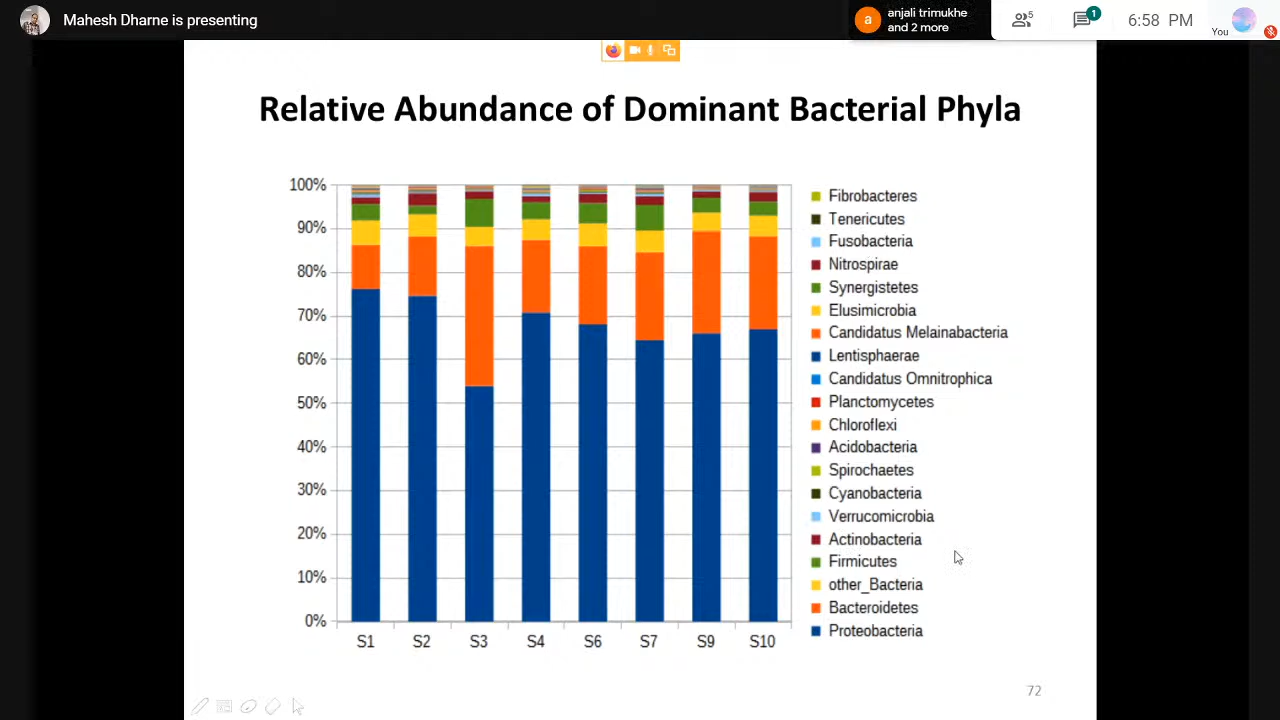 Mahesh Dharne is presenting
a
anjali trimukhe
and 2 more
5
1
6:58 PM
You
Relative Abundance of Dominant Bacterial Phyla
100%
90%
80%
70%
60%
50%
40%
30%
20%
10%
0%
S1 S2 S3 S4 S6 S7 S9 S10
Fibrobacteres
Tenericutes
Fusobacteria
Nitrospirae
Synergistetes
Elusimicrobia
Candidatus Melainabacteria
Lentisphaerae
Candidatus Omnitrophica
Planctomycetes
Chloroflexi
Acidobacteria
Spirochaetes
Cyanobacteria
Verrucomicrobia
Actinobacteria
Firmicutes
other_Bacteria
Bacteroidetes
Proteobacteria
72